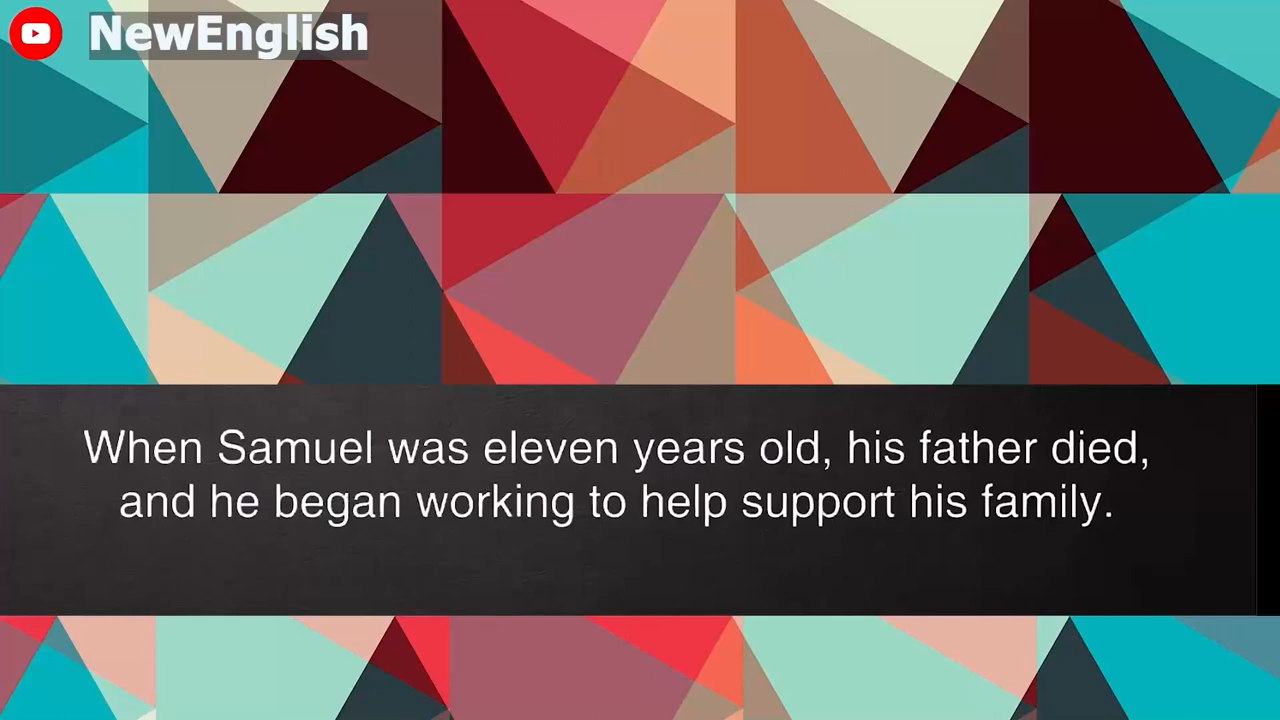 NewEnglish
When Samuel was eleven years old, his father died,
and he began working to help support his family.